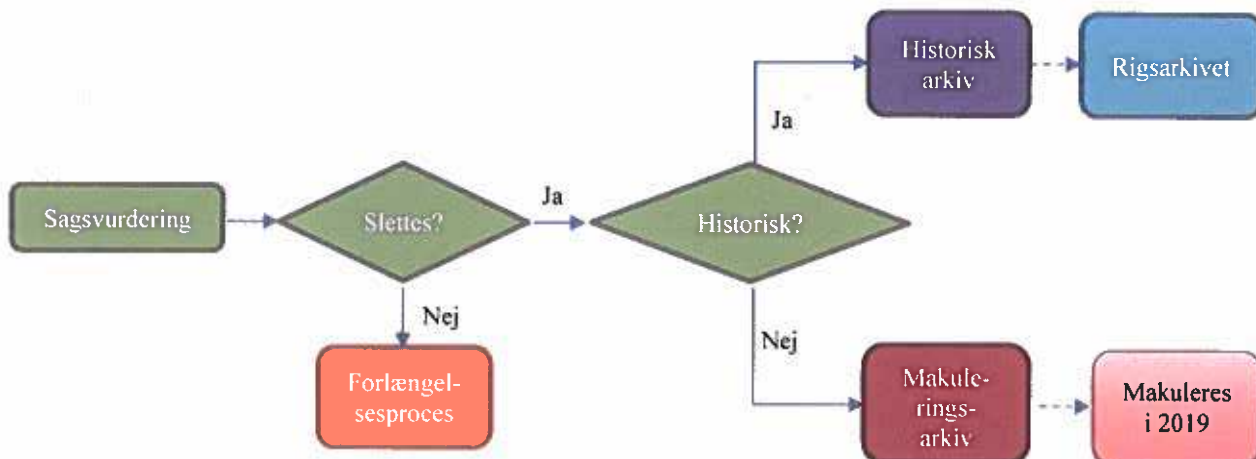 Historisk
arkiv
Rigsarkivet
Ja
Sagsvurdering
Slettes?
Ja
Historisk?
Nej
Forlængel-
sesproces
Nej
Makule-
rings-
arkiv
Makuleres
i 2019